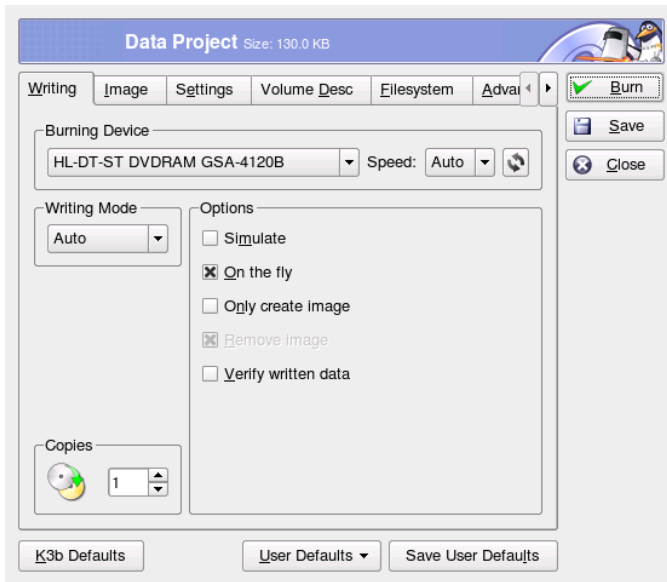 Data Project Size: 130.0 KB
Writing Image Settings Volume Desc Filesystem Advan
Burn
Save
Close
Burning Device
HL-DT-ST DVDRAM GSA-4120B Speed: Auto
Writing Mode Options
Auto Simulate
On the fly
Only create image
Remove image
Verify written data
Copies
1
K3b Defaults User Defaults Save User Defaults